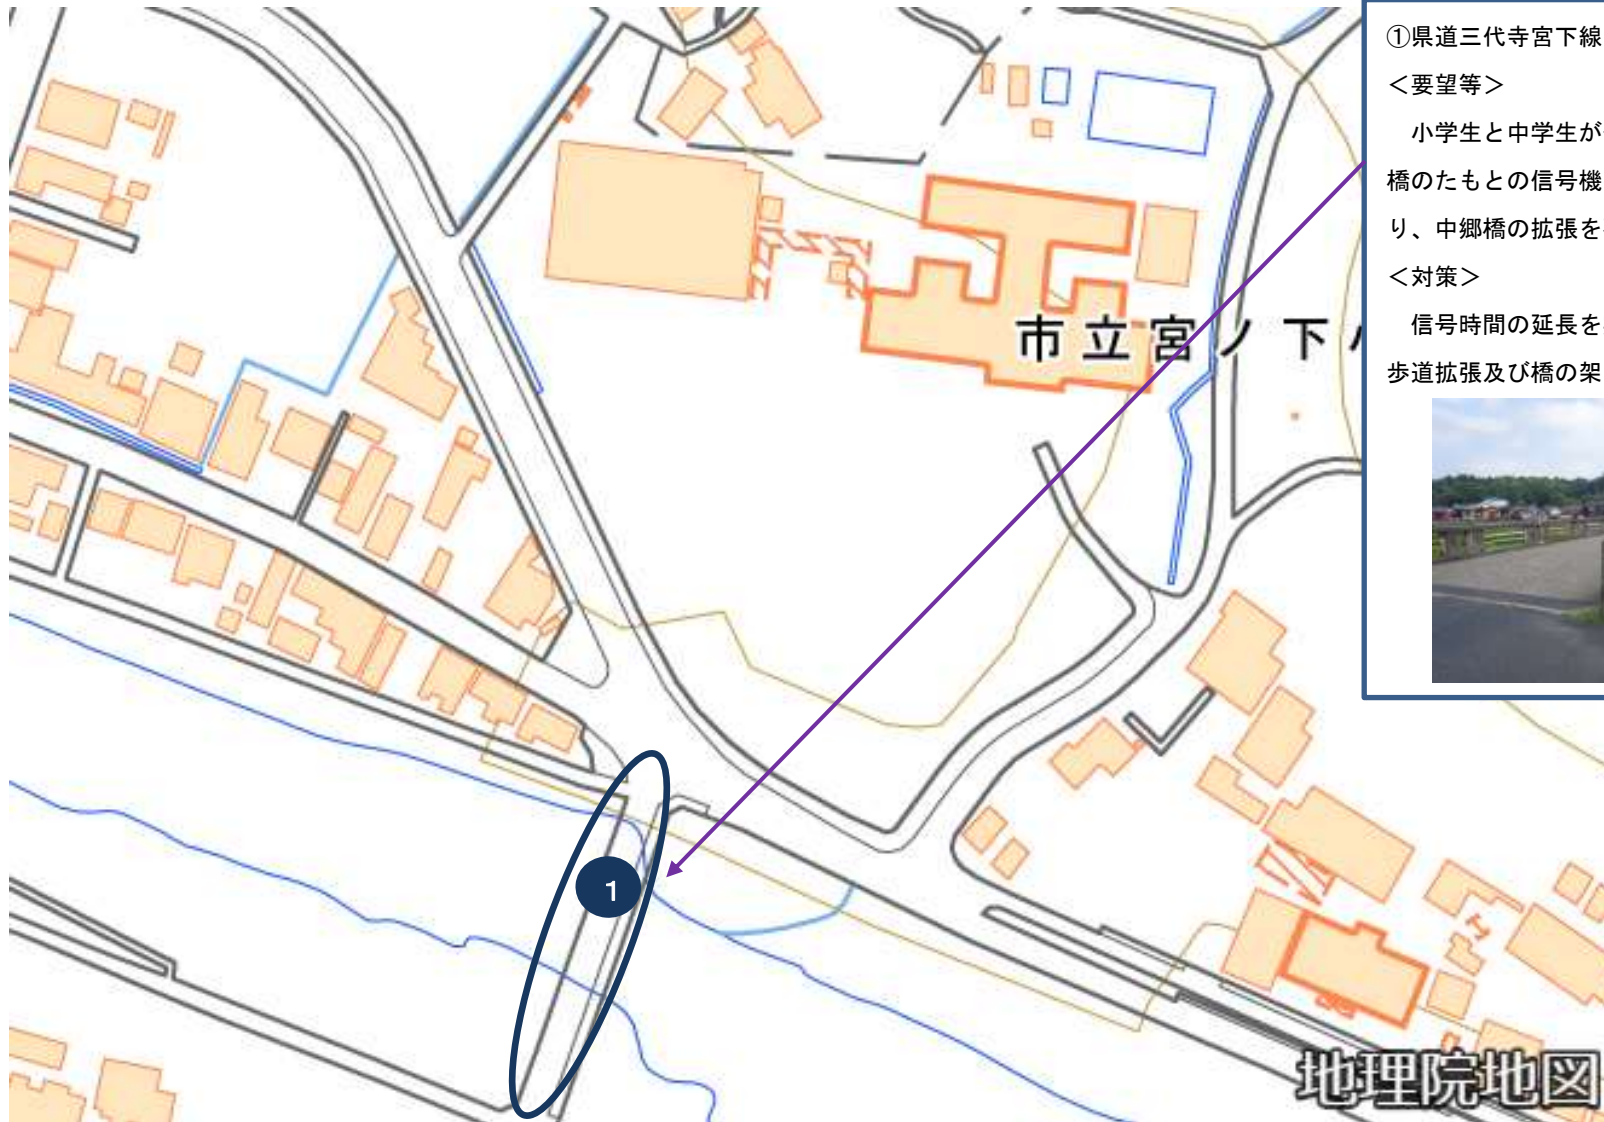 ①県道三代寺宮下線
＜要望等＞
小学生と中学生が
橋のたもとの信号機
り、中郷橋の拡張を
＜対策＞
信号時間の延長を
歩道拡張及び橋の架
市立宮ノ下
1
地理院地図